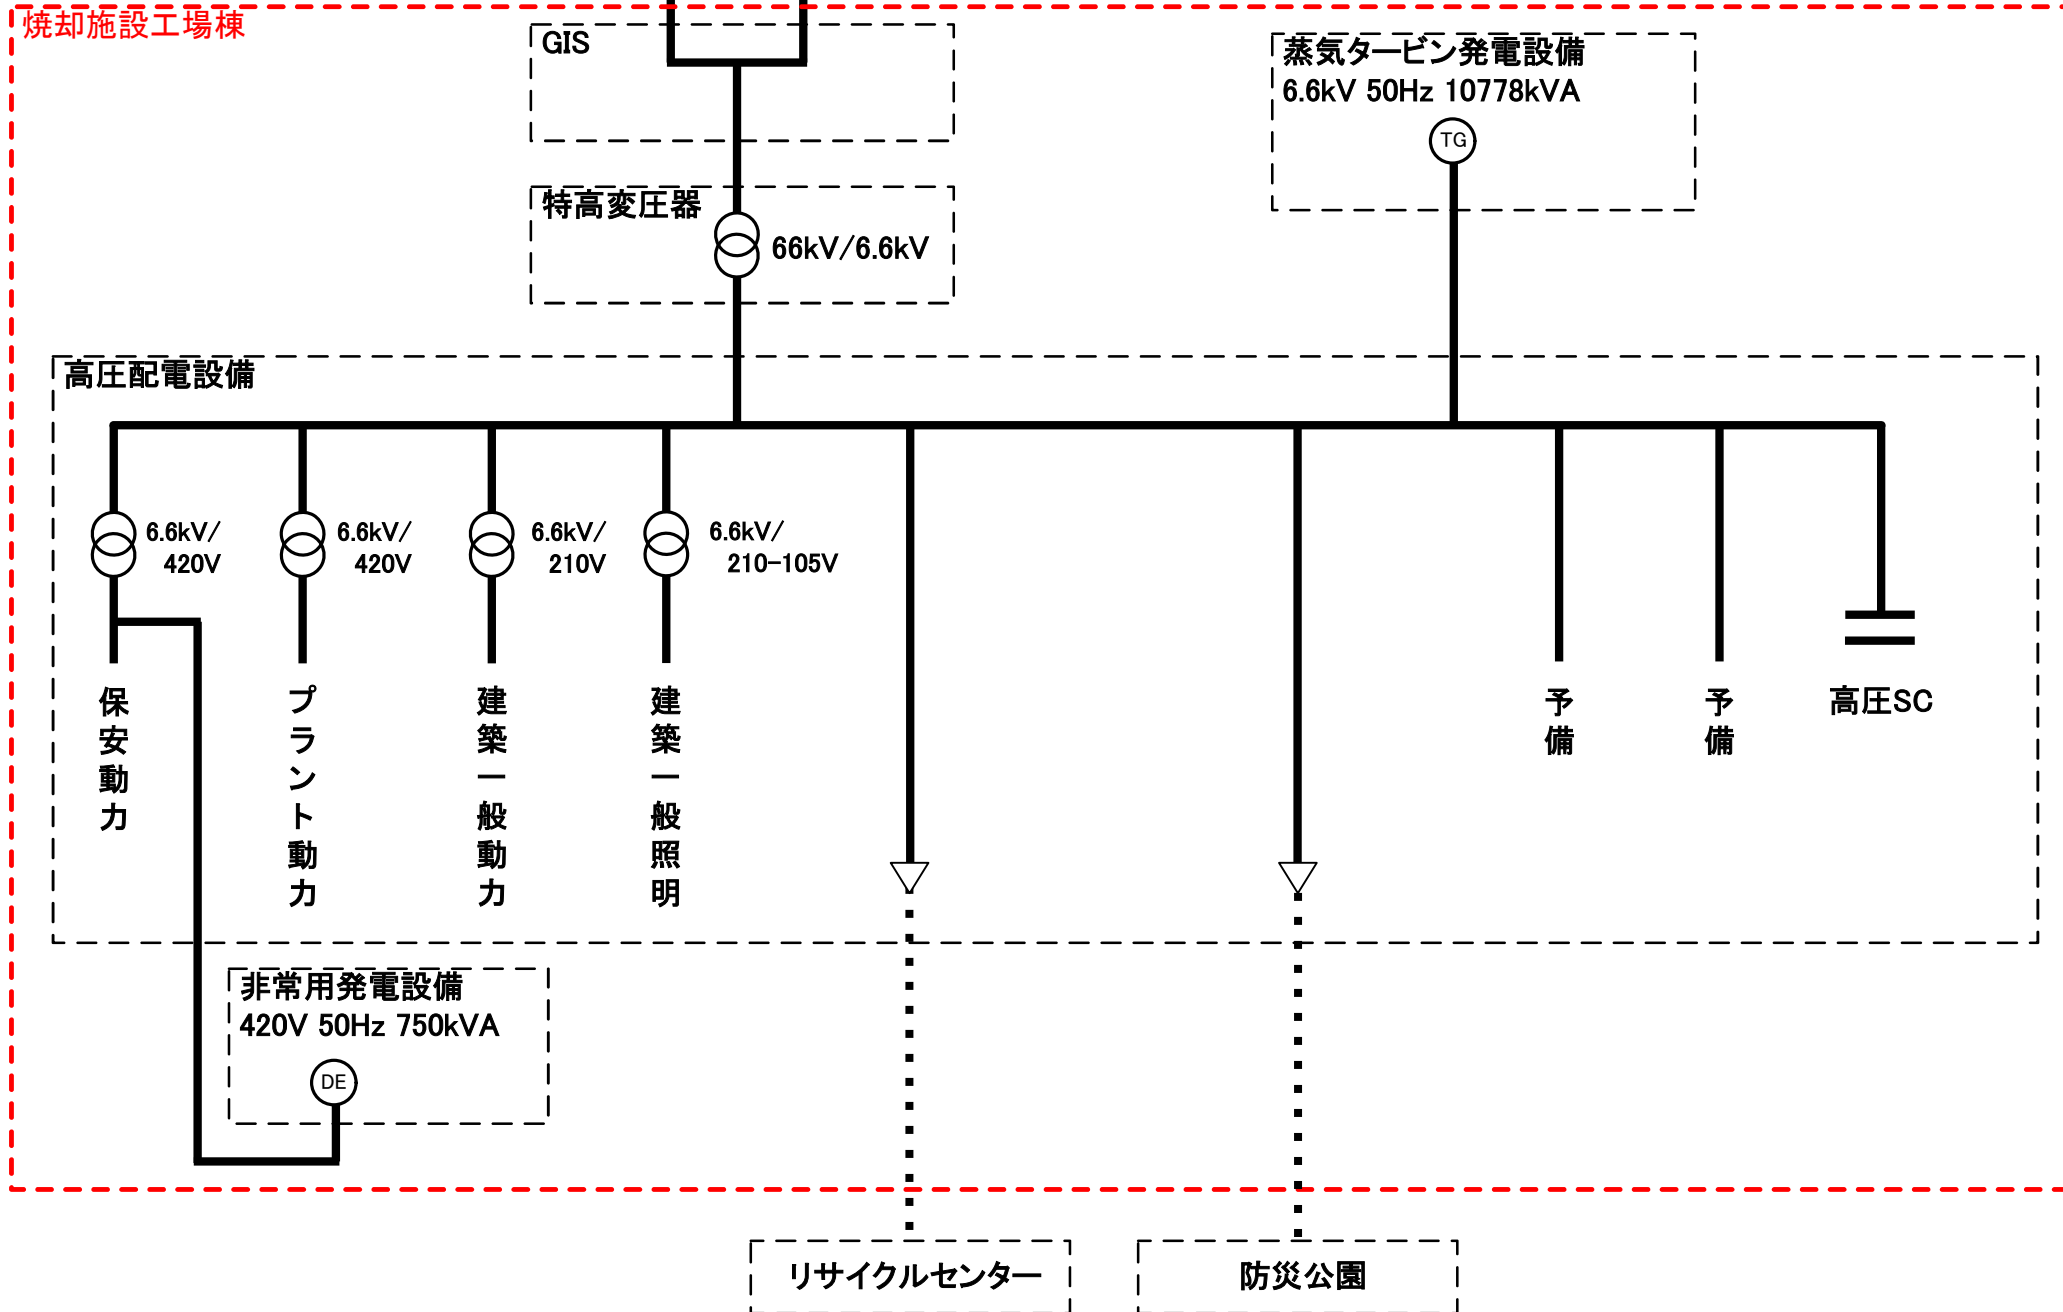 焼却施設工場棟
GIS
蒸気タービン発電設備
6.6kV 50Hz 10778kVA
TG
特高変圧器
66kV/6.6kV
高圧配電設備
6.6kV/
420V
6.6kV/
420V
6.6kV/
210V
6.6kV/
210-105V
保安動力
プラント動力
建築一般動力
建築一般照明
予備
予備
高圧SC
非常用発電設備
420V 50Hz 750kVA
DE
リサイクルセンター
防災公園